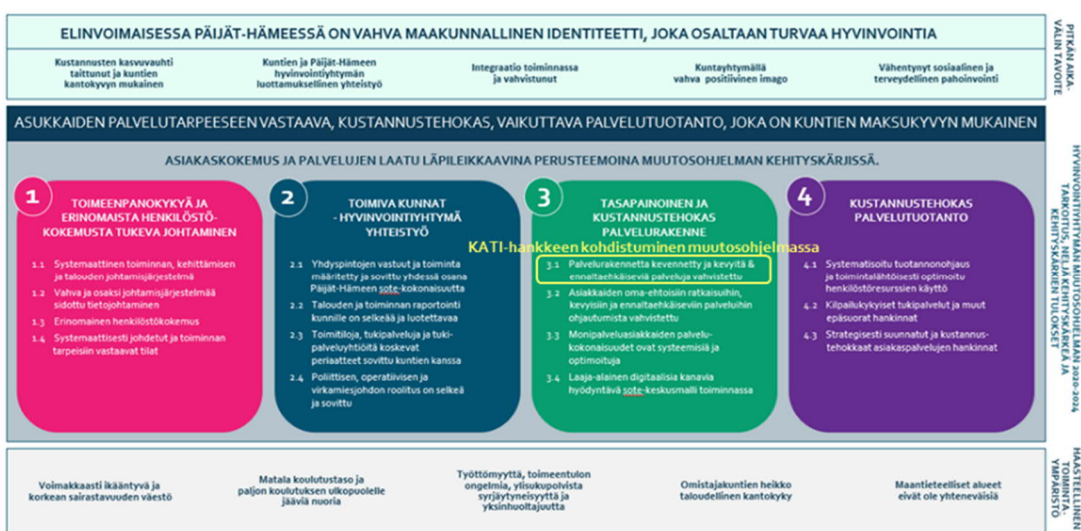 ELINVOIMAISESSA PÄIJÄT-HÄMEESSÄ ON VAHVA MAAKUNNALLINEN IDENTITEETTI, JOKA OSALTAAN TURVAA HYVINVOINTIA
Kustannusten kasvuvauhti
taittunut ja kuntien
kantokyvyn mukainen
Kuntien ja Päijät-Hämeen
hyvinvointiyhtymän
luottamuksellinen yhteistyö
Integraatio toiminnassa
ja vahvistunut
Kuntayhtymällä
vahva positiivinen imago
Vähentynyt sosiaalinen ja
terveydellinen pahoinvointi
PITKÄN AIKA-
VÄLIN TAVOITE
ASUKKAIDEN PALVELUTARPEESEEN VASTAAVA, KUSTANNUSTEHOKAS, VAIKUTTAVA PALVELUTUOTANTO, JOKA ON KUNTIEN MAKSUKYVYN MUKAINEN
ASIAKASKOKEMUS JA PALVELUJEN LAATU LÄPILEIKKAAVINA PERUSTEEMOINA MUUTOSOHJELMAN KEHITYSKÄRJISSÄ.
1
TOIMEENPANOKYKYÄ JA
ERINOMAISTA HENKILÖSTÖ-
KOKEMUSTA TUKEVA JOHTAMINEN
1.1 Systemaattinen toiminnan, kehittämisen
ja talouden johtamisjärjestelmä
1.2 Vahva ja osaksi johtamisjärjestelmää
sidottu tietojohtaminen
1.3 Erinomainen henkilöstökokemus
1.4 Systemaattisesti johdetut ja toiminnan
tarpeisiin vastaavat tilat
2
TOIMIVA KUNNAT
- HYVINVOINTIYHTYMÄ
YHTEISTYÖ
2.1 Yhdyspintojen vastuut ja toiminta
määritetty ja sovittu yhdessä osana
Päijät-Hämeen sote-kokonaisuutta
2.2 Talouden ja toiminnan raportointi
kunnille on selkeää ja luotettavaa
2.3 Toimitiloja, tukipalveluja ja tuki-
palveluyhtiöitä koskevat
periaatteet sovittu kuntien kanssa
2.4 Poliittisen, operatiivisen ja
virkamiesjohdon roolitus on selkeä
ja sovittu
3
TASAPAINOINEN JA
KUSTANNUSTEHOKAS
PALVELURAKENNE
KATI-hankkeen kohdistuminen muutosohjelmassa
3.1 Palvelurakennetta kevennetty ja kevyitä &
ennaltaehkäiseviä palveluja vahvistettu
3.2 Asiakkaiden oma-ehtoisiin ratkaisuihin,
kevyisiin ja ennaltaehkäiseviin palveluihin
ohjautumista vahvistettu
3.3 Monipalveluasiakkaiden palvelu-
kokonaisuudet ovat systeemisiä ja
optimoituja
3.4 Laaja-alainen digitaalisia kanavia
hyödyntävä sote-keskusmalli toiminnassa
4
KUSTANNUSTEHOKAS
PALVELUTUOTANTO
4.1 Systematisoitu tuotannonohjaus
ja toimintalähtöisesti optimoitu
henkilöstöresurssien käyttö
4.2 Kilpailukykyiset tukipalvelut ja muut
epäsuorat hankinnat
4.3 Strategisesti suunnatut ja kustannus-
tehokkaat asiakaspalvelujen hankinnat
HYVINVOINTIYHTYMÄN MUUTOSOHJELMAN 2020-2024
TARKOITUS, NELJÄ KEHITYSKÄRKEÄ JA
KEHITYSKÄRKIEN TULOKSET
Voimakkaasti ikääntyvä ja
korkean sairastavuuden väestö
Matala koulutustaso ja
paljon koulutuksen ulkopuolelle
jääviä nuoria
Työttömyyttä, toimeentulon
ongelmia, ylisukupolvista
syrjäytyneisyyttä ja
yksinhuoltajuutta
Omistajakuntien heikko
taloudellinen kantokyky
Maantieteelliset alueet
eivät ole yhteneväisiä
HAASTEELLINEN
TOIMINTA-
YMPÄRISTÖ